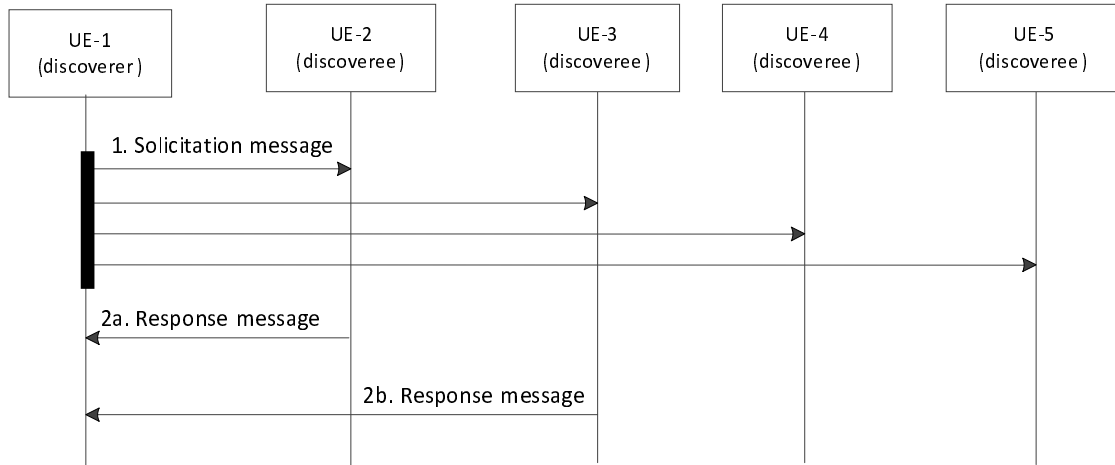 UE-1
(discoverer)
UE-2
(discoveree)
UE-3
(discoveree)
UE-4
(discoveree)
UE-5
(discoveree)
1. Solicitation message
2a. Response message
2b. Response message